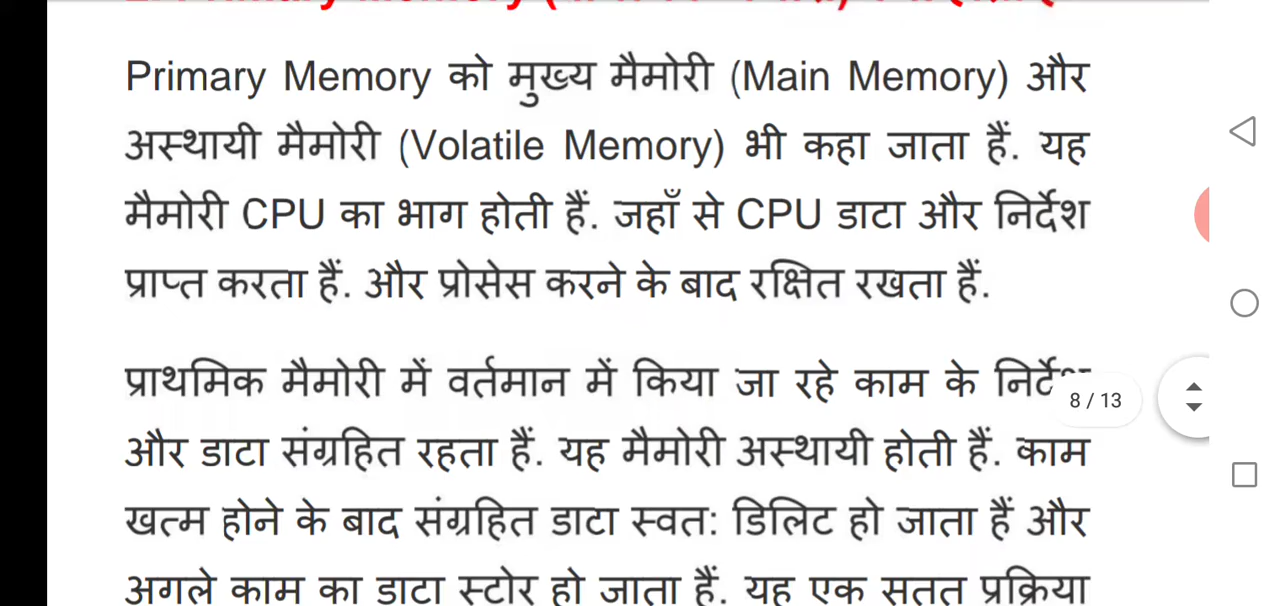 Primary Memory को मुख्य मैमोरी (Main Memory) और
अस्थायी मैमोरी (Volatile Memory) भी कहा जाता हैं. यह
मैमोरी CPU का भाग होती हैं. जहाँ से CPU डाटा और निर्देश
प्राप्त करता हैं. और प्रोसेस करने के बाद रक्षित रखता हैं.
प्राथमिक मैमोरी में वर्तमान में किया जा रहे काम के
8 / 13
और डाटा संग्रहित रहता हैं. यह मैमोरी अस्थायी होती हैं. काम
खत्म होने के बाद संग्रहित डाटा स्वत: डिलिट हो जाता हैं और
अगले काम का डाटा स्टोर हो जाता हैं. यह एक सतत प्रक्रिया